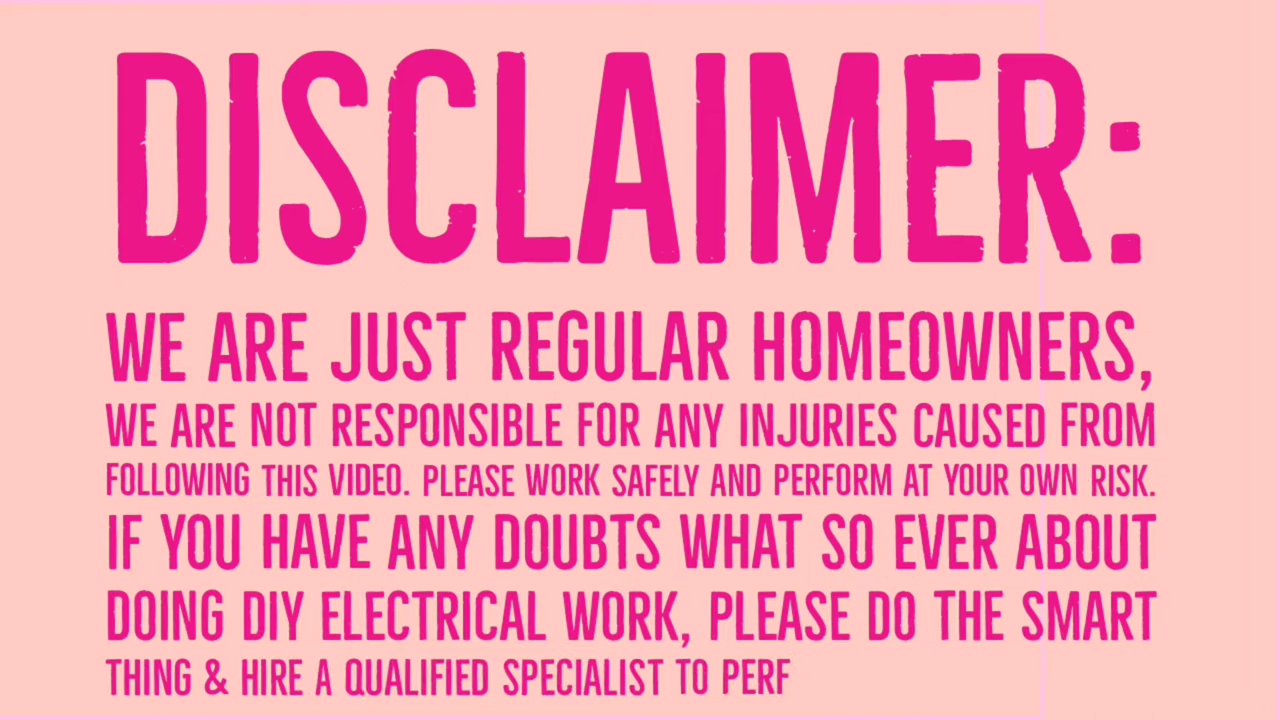 DISCLAIMER:
WE ARE JUST REGULAR HOMEOWNERS,
WE ARE NOT RESPONSIBLE FOR ANY INJURIES CAUSED FROM
FOLLOWING THIS VIDEO. PLEASE WORK SAFELY AND PERFORM AT YOUR OWN RISK.
IF YOU HAVE ANY DOUBTS WHAT SO EVER ABOUT
DOING DIY ELECTRICAL WORK, PLEASE DO THE SMART
THING & HIRE A QUALIFIED SPECIALIST TO PERF